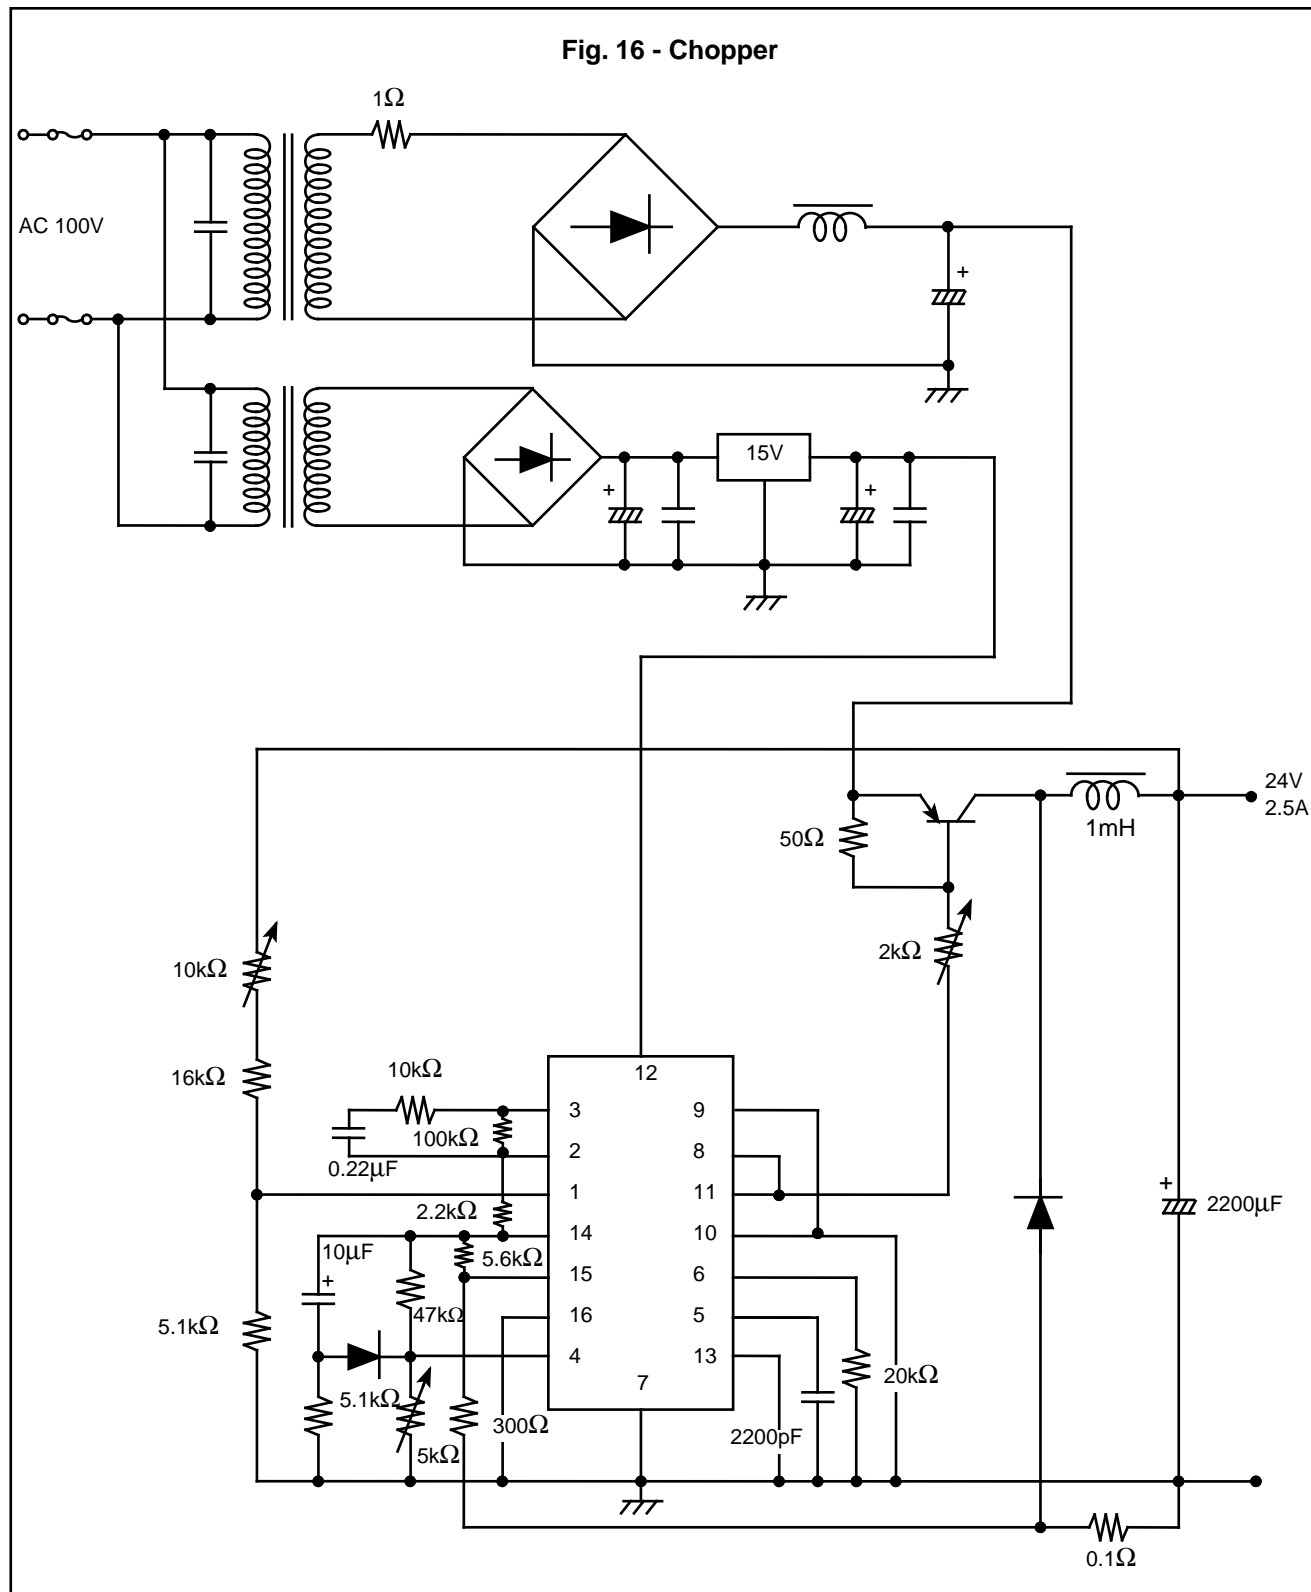 Fig. 16 - Chopper
1Ω
AC 100V
+
15V
+
+
24V
2.5A
1mH
50Ω
2kΩ
10kΩ
16kΩ
12
10kΩ
3
9
100kΩ
2
8
0.22μF
1
11
2.2kΩ
14
10
10μF
5.6kΩ
+
15
6
47kΩ
16
5
5.1kΩ
4
13
7
5.1kΩ
5kΩ
300Ω
2200pF
20kΩ
+
2200μF
0.1Ω